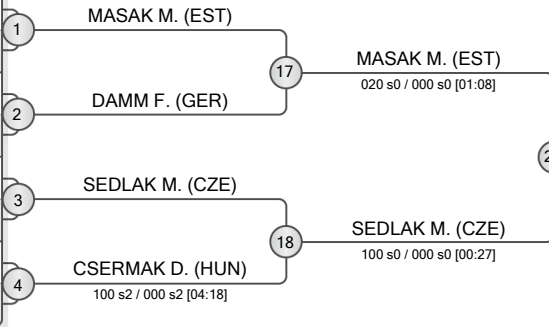 1
MASAK M. (EST)
17
MASAK M. (EST)
020 s0 / 000 s0 [01:08]
2
DAMM F. (GER)
3
SEDLAK M. (CZE)
18
SEDLAK M. (CZE)
100 s0 / 000 s0 [00:27]
4
CSERMAK D. (HUN)
100 s2 / 000 s2 [04:18]